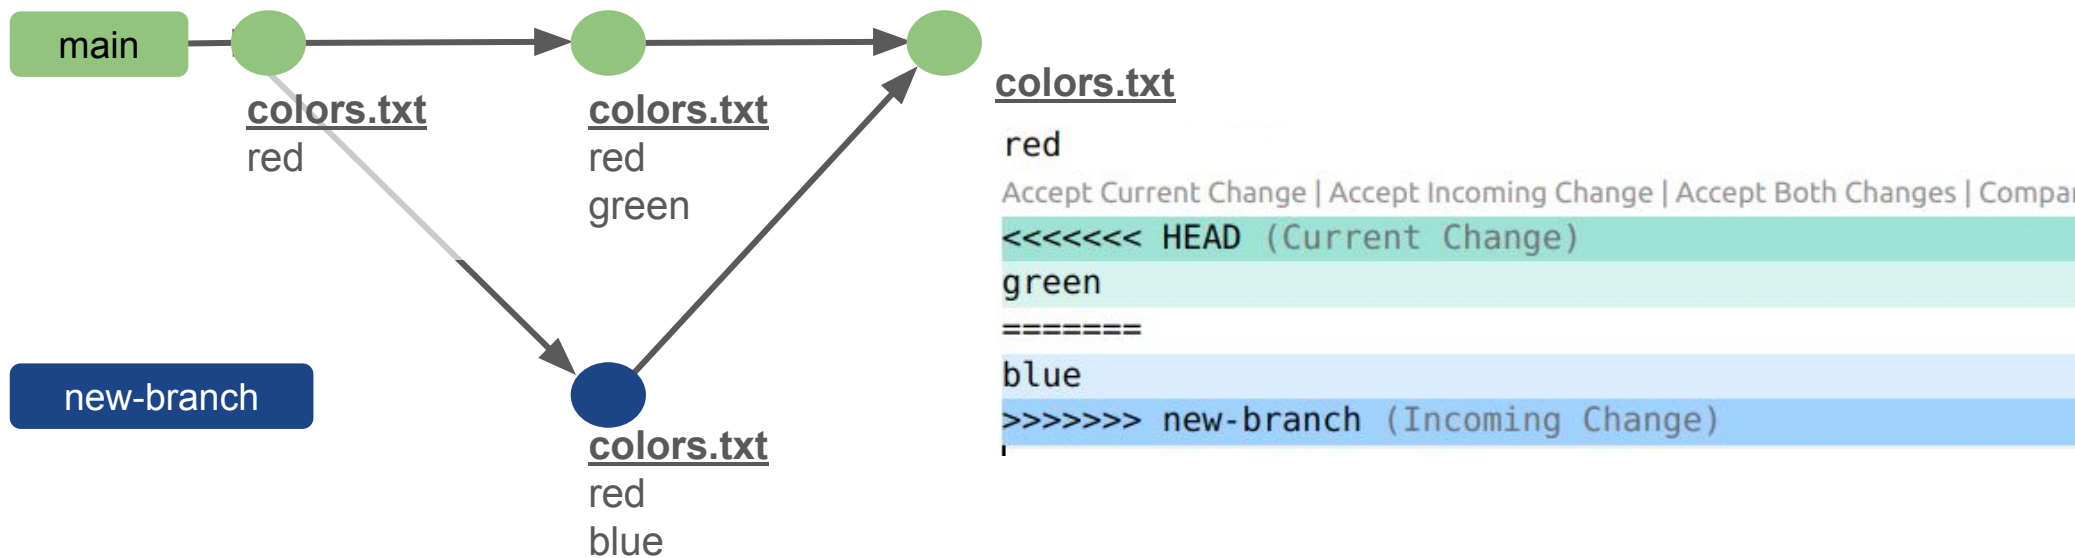 main
colors.txt
red
colors.txt
red
green
new-branch
colors.txt
red
blue
colors.txt
red
Accept Current Change | Accept Incoming Change | Accept Both Changes |
<<<<<<< HEAD (Current Change)
green
=======
blue
>>>>>>> new-branch (Incoming Change)